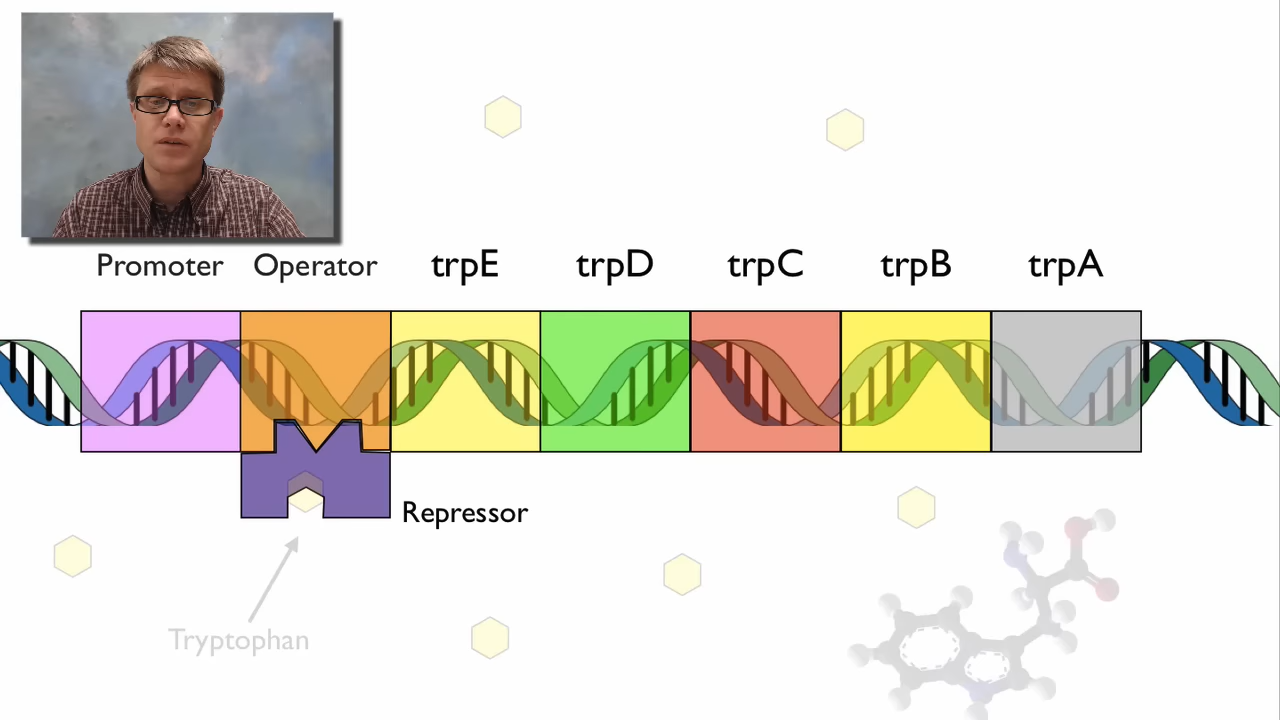 Promoter
Operator
trpE
trpD
trpC
trpB
trpA
Repressor
Tryptophan